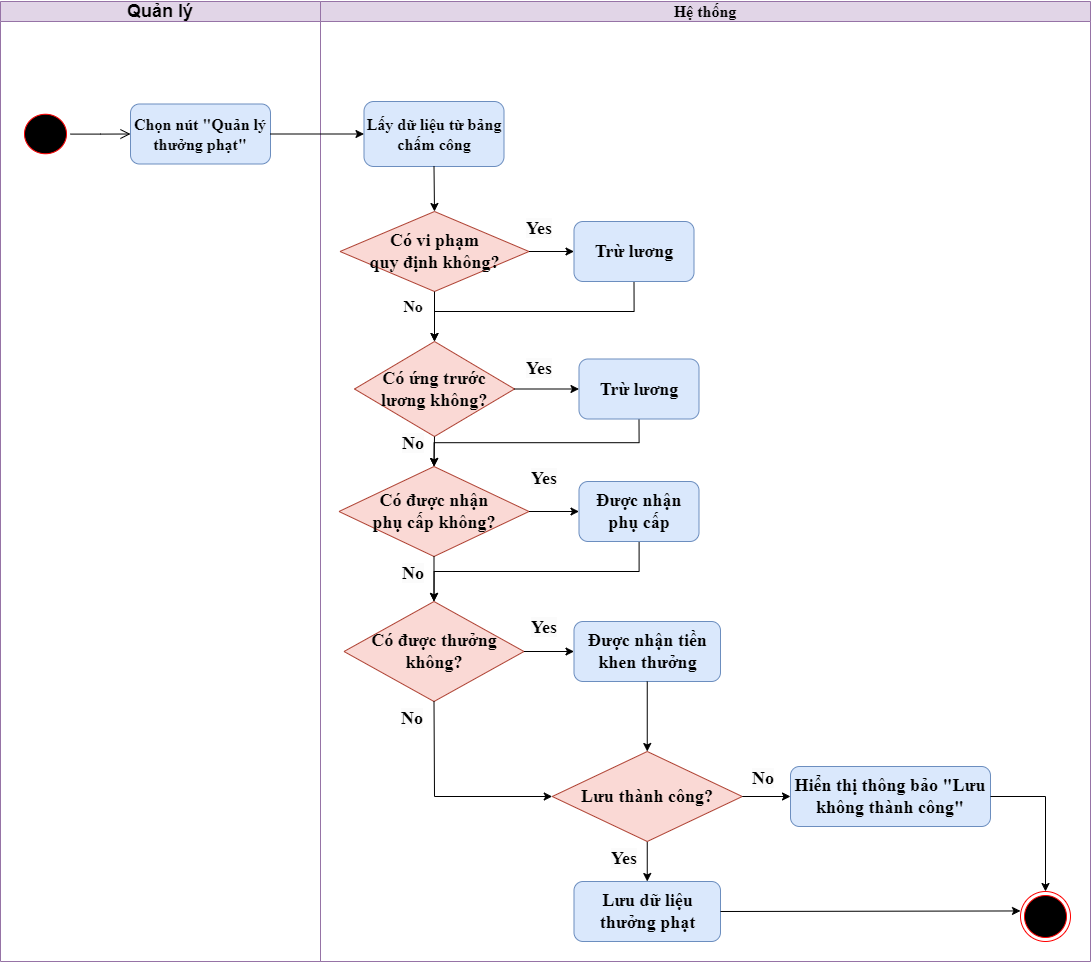 Quản lý
Hệ thống
Chọn nút "Quản lý
thưởng phạt"
Lấy dữ liệu từ bảng
chấm công
Có vi phạm
quy định không?
Yes
Trừ lương
No
Có ứng trước
lương không?
Yes
Trừ lương
No
Có được nhận
phụ cấp không?
Yes
Được nhận
phụ cấp
No
Có được thưởng
không?
Yes
Được nhận tiền
khen thưởng
No
Lưu thành công?
No
Hiển thị thông báo "Lưu
không thành công"
Yes
Lưu dữ liệu
thưởng phạt